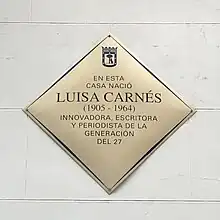 EN ESTA
CASA NACIÓ
LUISA CARNÉS
(1905 - 1964)
INNOVADORA, ESCRITORA
Y PERIODISTA DE LA
GENERACIÓN
DEL 27